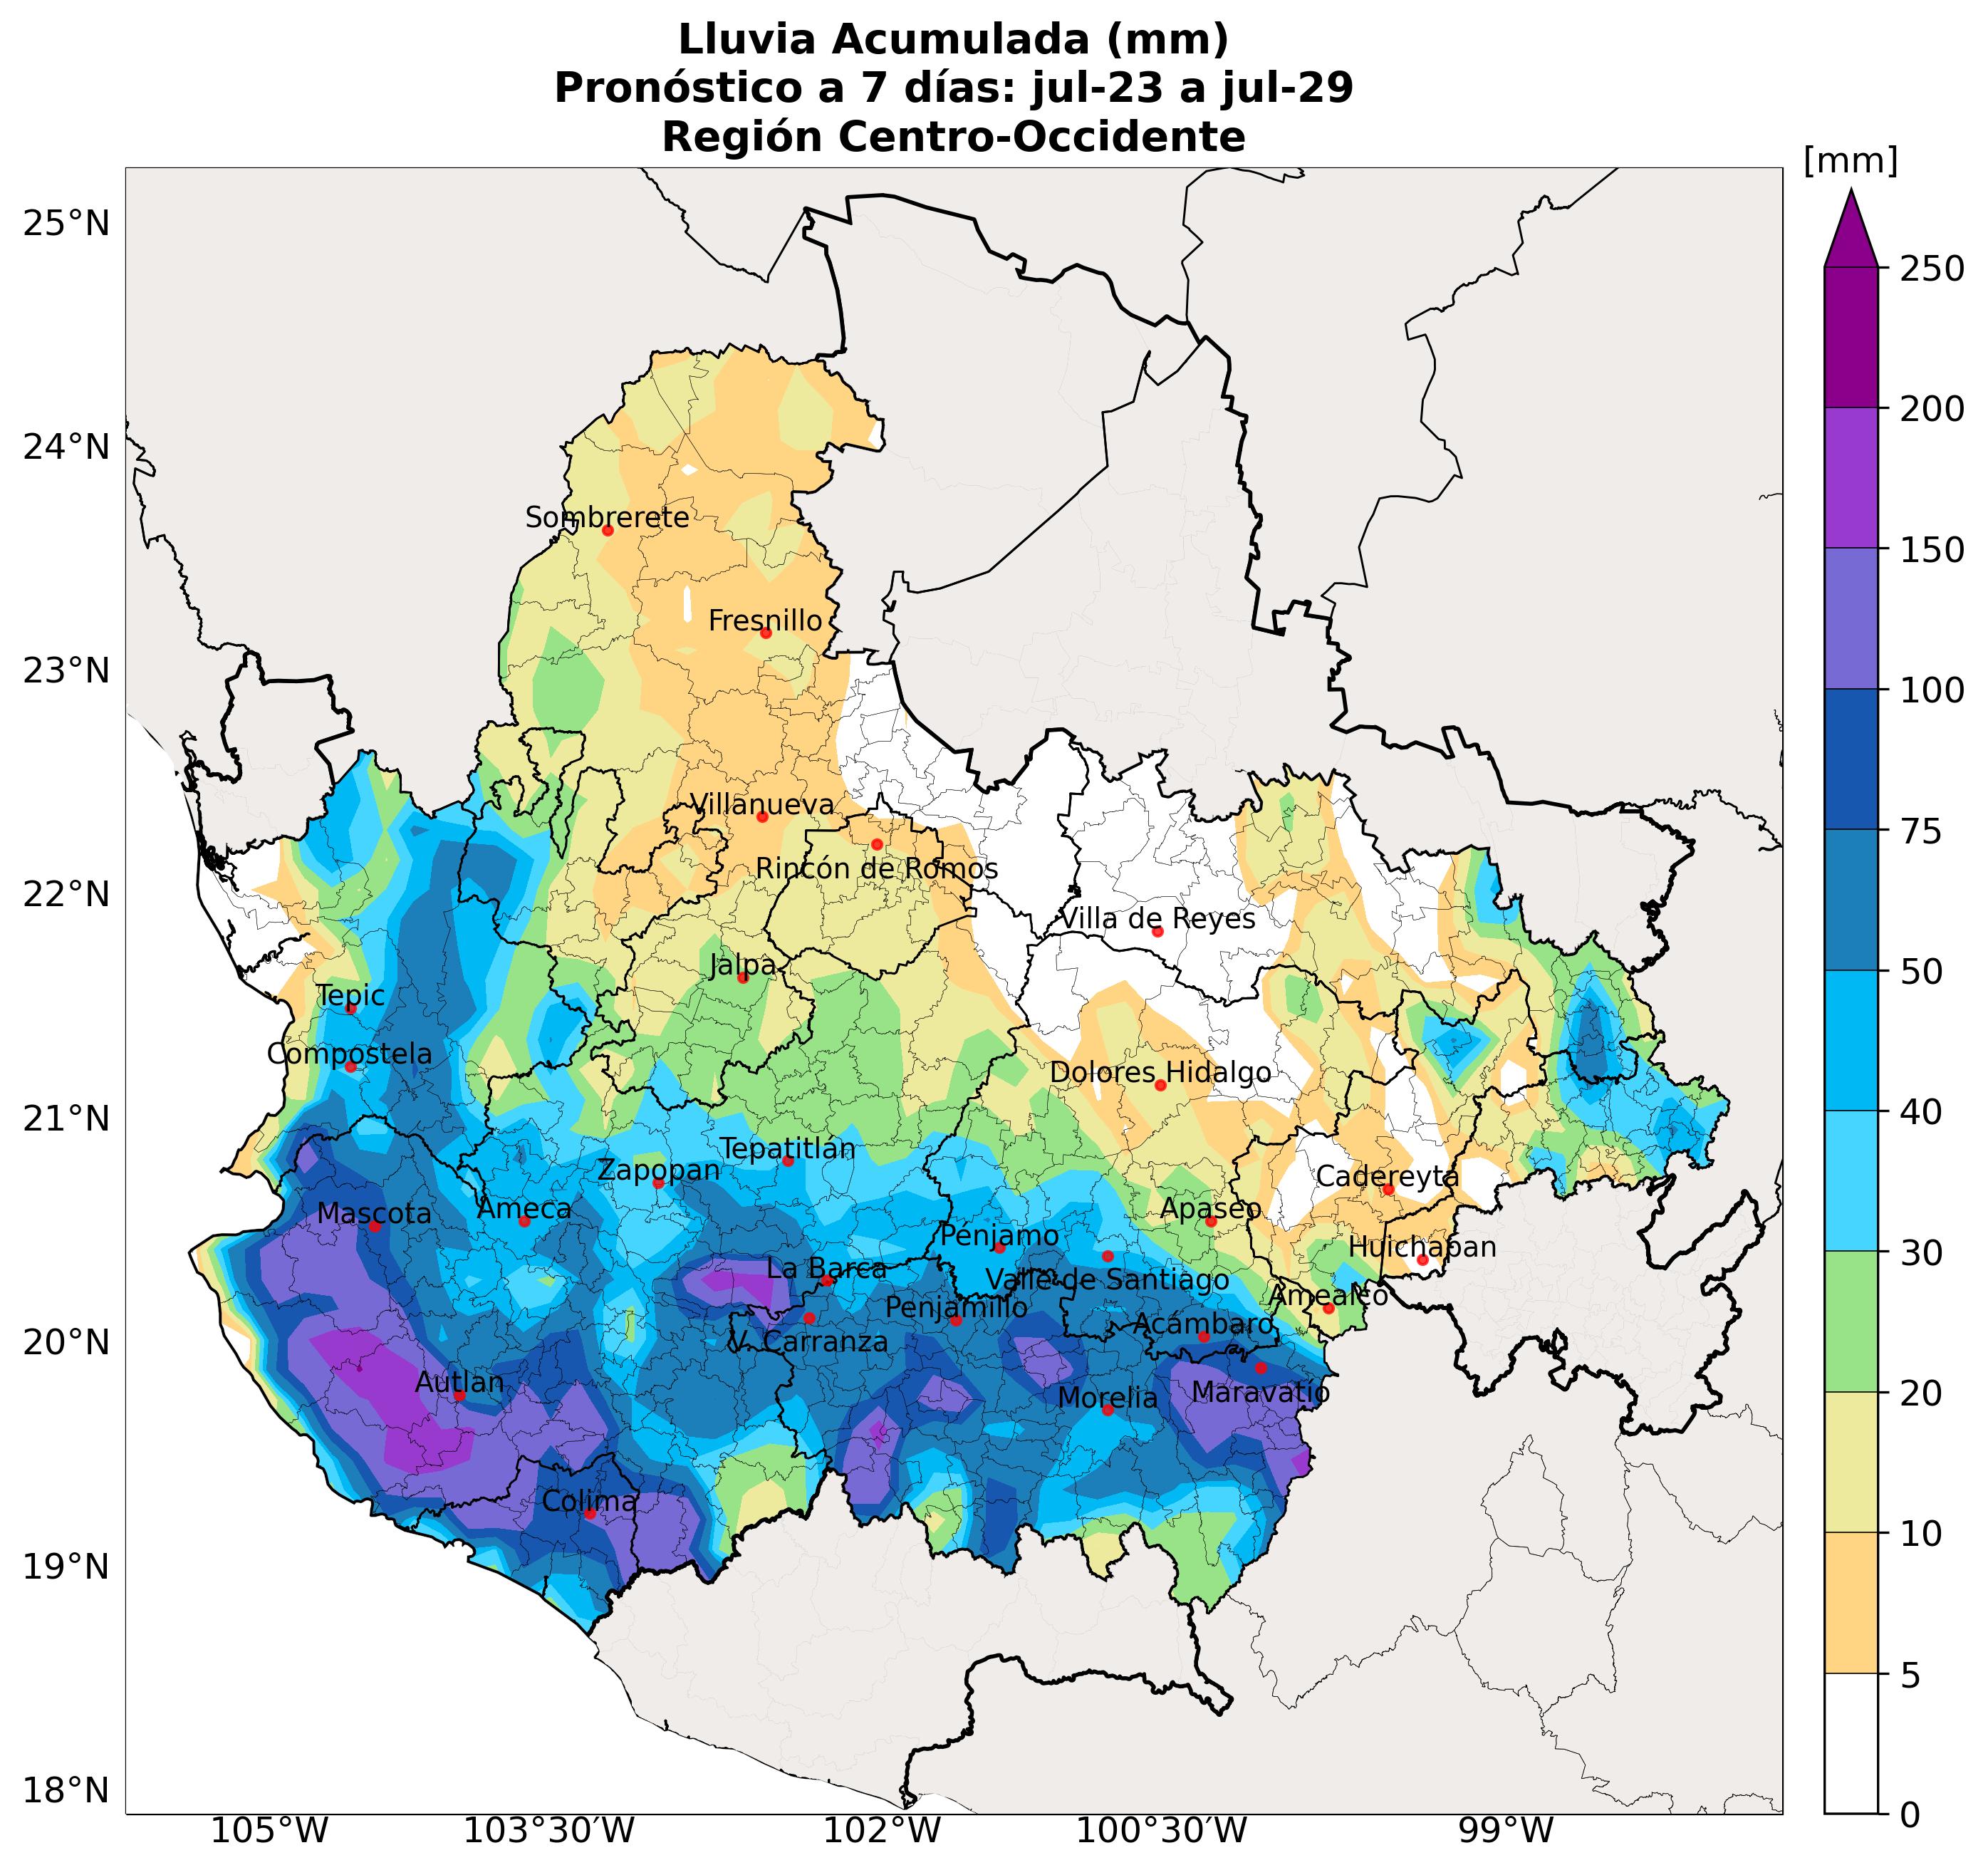 Lluvia Acumulada (mm)
Pronóstico a 7 días: jul-23 a jul-29
Región Centro-Occidente
[mm]
25°N
24°N
23°N
22°N
21°N
20°N
19°N
18°N
105°W
103°30'W
102°W
100°30'W
99°W
250
200
150
100
75
50
40
30
20
10
5
0
Sombrerete
Fresnillo
Villanueva
Rincón de Romos
Villa de Reyes
Jalpa
Tepic
Compostela
Dolores Hidalgo
Tepatitlán
Zapopan
Cadereyta
Mascota
Ameca
Apaseo
Pénjamo
Huichapan
La Barca
Valle de Santiago
Amealco
Penjamillo
Acámbaro
V. Carranza
Autlan
Morelia
Maravatío
Colima